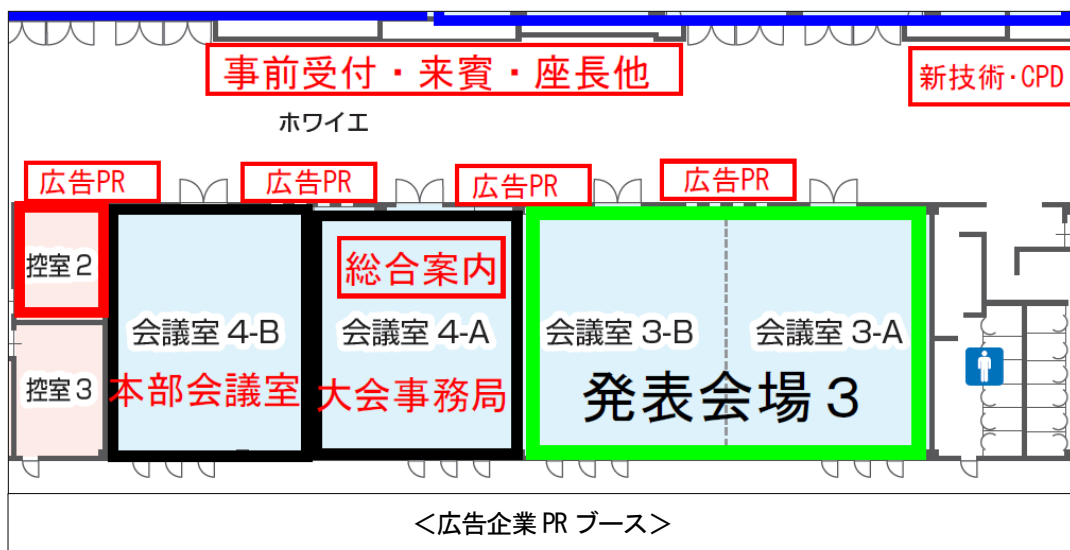 事前受付・来賓・座長他
新技術・CPD
ホワイエ
広告PR
広告PR
広告PR
広告PR
控室2
総合案内
会議室 4-B
会議室 4-A
会議室 3-B
会議室 3-A
控室3
本部会議室
大会事務局
発表会場3
＜広告企業PRブース＞